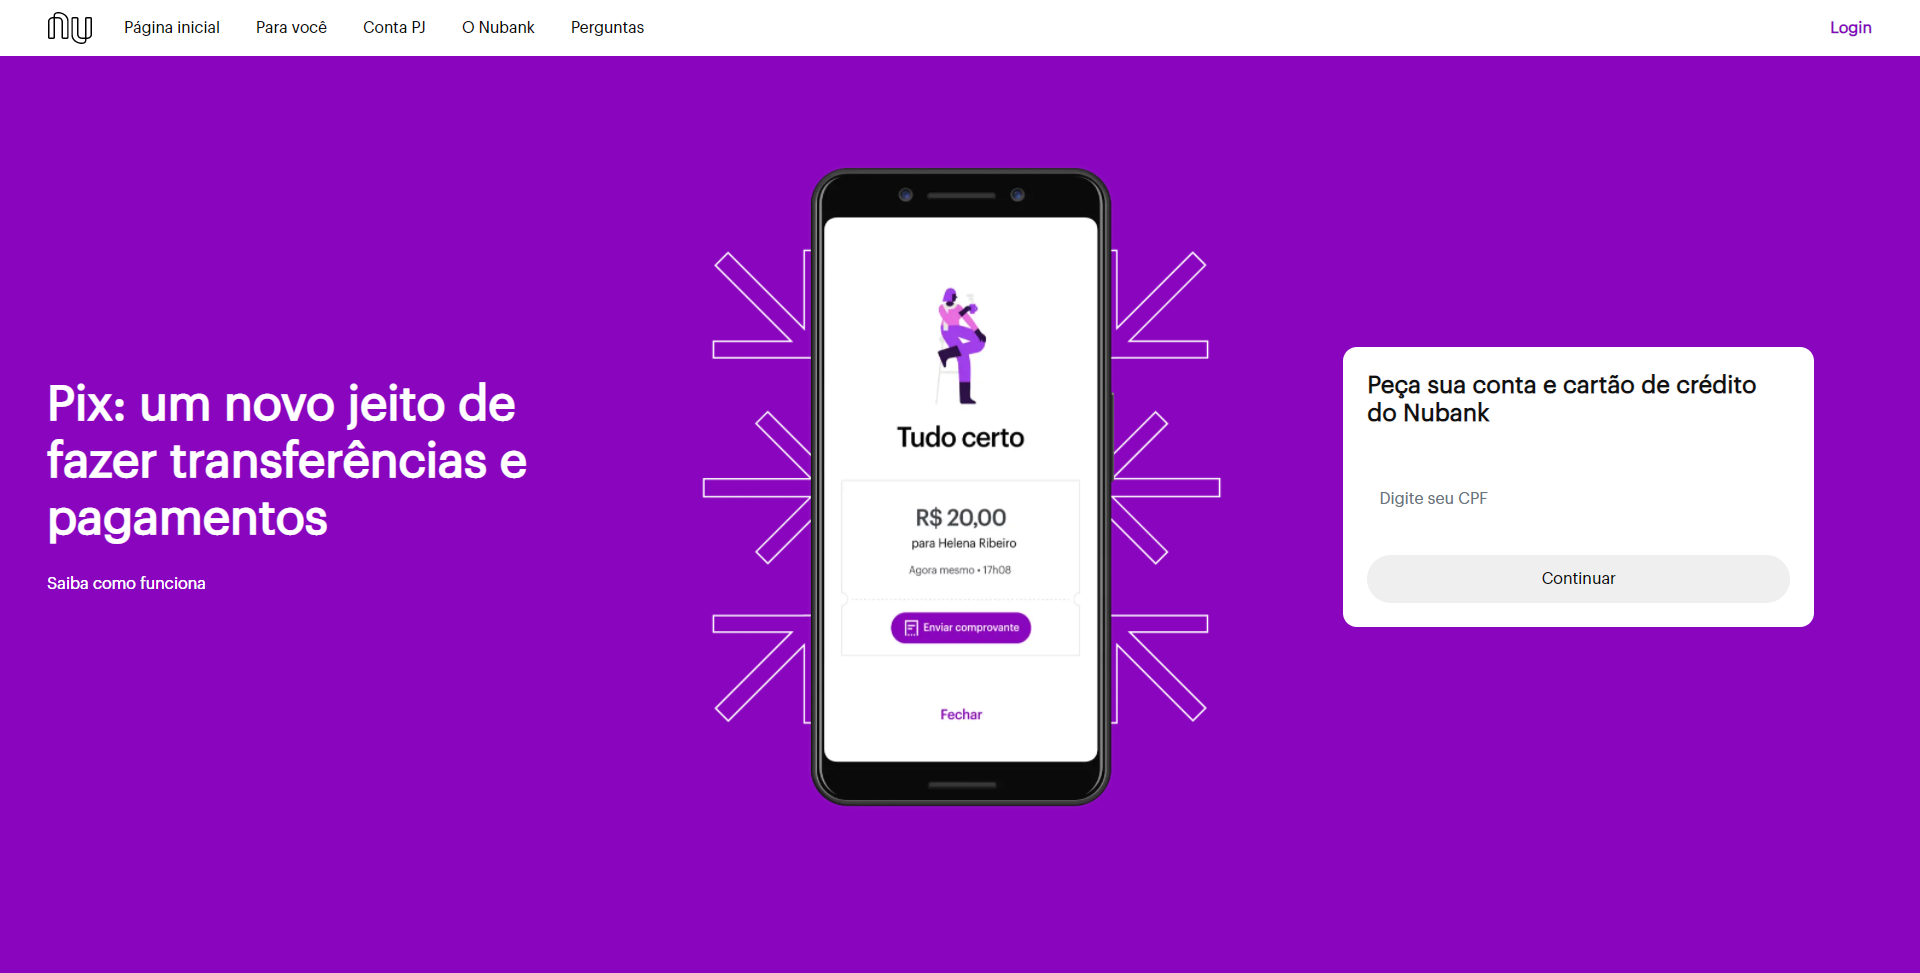 nu
Página inicial
Para você
Conta PJ
O Nubank
Perguntas
Login
Pix: um novo jeito de
fazer transferências e
pagamentos
Saiba como funciona
Tudo certo
R$ 20,00
para Helena Ribeiro
Agora mesmo • 17h08
Enviar comprovante
Fechar
Peça sua conta e cartão de crédito
do Nubank
Digite seu CPF
Continuar